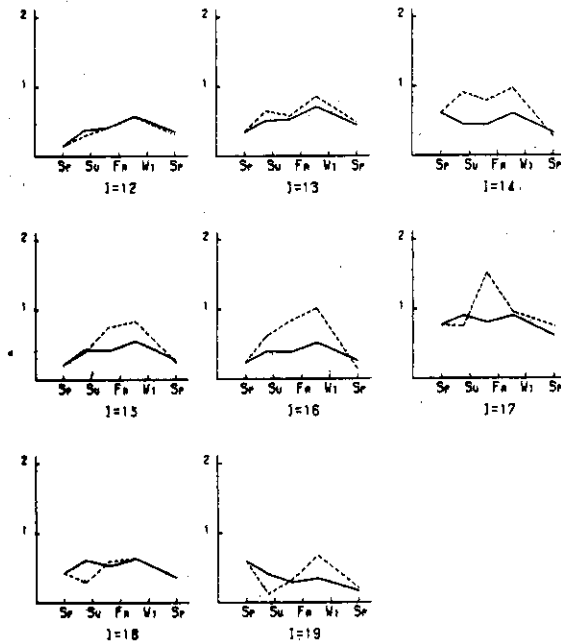 2 2 2
1 1 1
SP SU FA WI SP SP SU FA WI SP SP SU FA WI SP
I=12 I=13 I=14
2 2 2
1 1 1
SP SU FA WI SP SP SU FA WI SP SP SU FA WI SP
I=15 I=16 I=17
2 2
1 1
SP SU FA WI SP SP SU FA WI SP
I=18 I=19